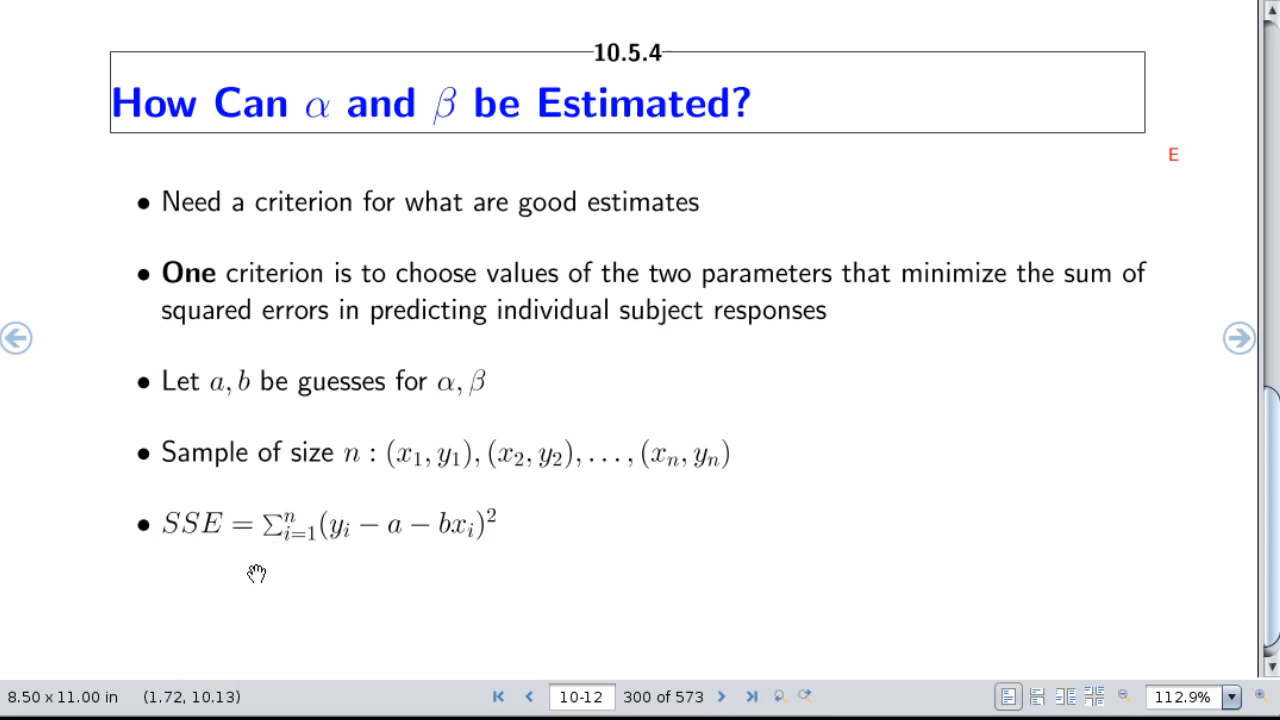 10.5.4
How Can α and β be Estimated?
E
• Need a criterion for what are good estimates
• One criterion is to choose values of the two parameters that minimize the sum of
squared errors in predicting individual subject responses
• Let a, b be guesses for α, β
• Sample of size n : (x₁, y₁), (x₂, y₂), . . . , (xₙ, yₙ)
• SSE = Σⁿᵢ₌₁(yᵢ − a − bxᵢ)²
8.50 x 11.00 in (1.72, 10.13) 10-12 300 of 573 112.9%